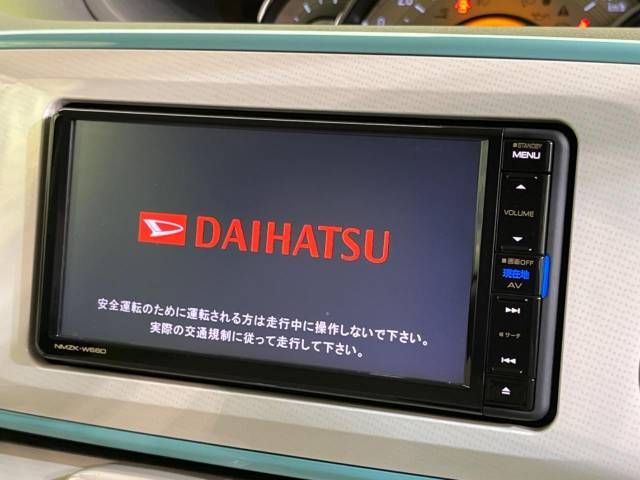 STANDBY
MENU
VOLUME
DAIHATSU
画面OFF
現在地
AV
安全運転のために運転される方は走行中に操作しないで下さい。
実際の交通規制に従って走行して下さい。
サーチ
NMZK-W68D